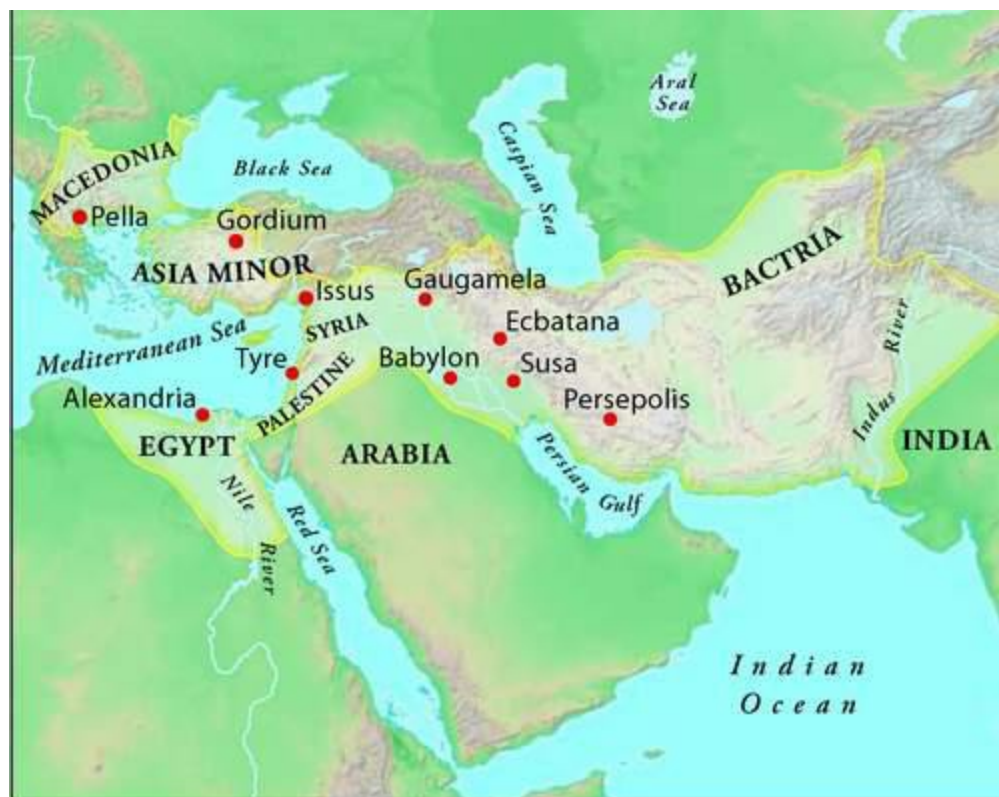 Aral
Sea
Caspian Sea
Black Sea
MACEDONIA
Pella
Gordium
ASIA MINOR
BACTRIA
Issus
Gaugamela
SYRIA
Ecbatana
Mediterranean Sea
Tyre
Babylon
Susa
PALESTINE
Alexandria
Persepolis
Indus River
EGYPT
ARABIA
INDIA
Persian Gulf
Nile River
Red Sea
Indian
Ocean